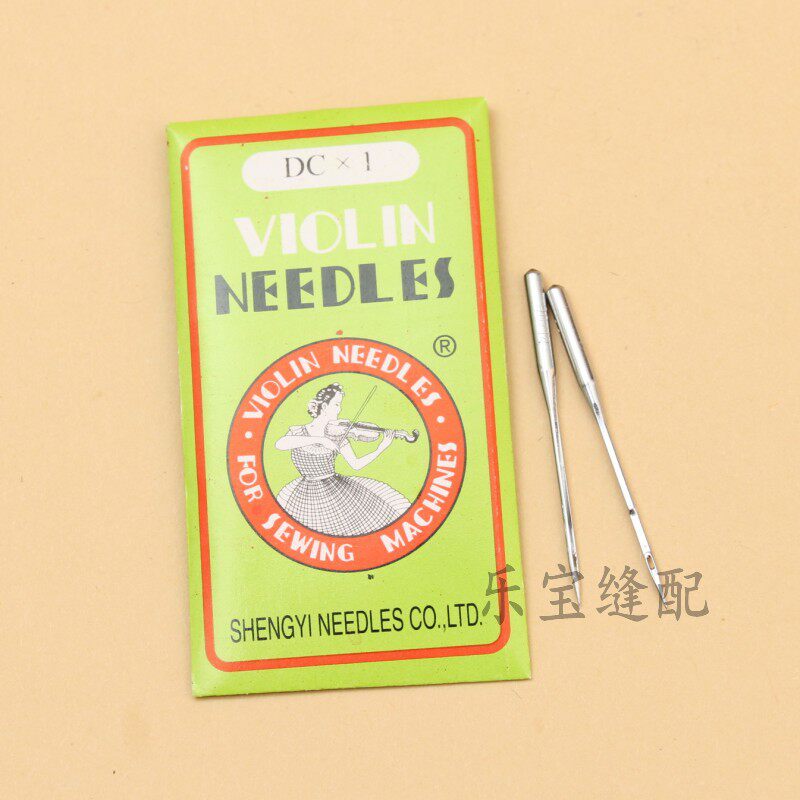 DC × 1
VIOLIN
NEEDLES
®
· VIOLIN NEEDLES ·
FOR SEWING MACHINES
SHENGYI NEEDLES CO.,LTD.
乐宝缝配